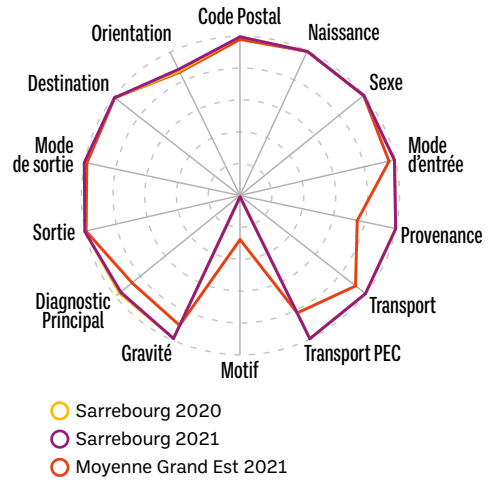 Code Postal
Naissance
Sexe
Mode
d'entrée
Provenance
Transport
Transport PEC
Motif
Gravité
Diagnostic
Principal
Sortie
Mode
de sortie
Destination
Orientation
Sarrebourg 2020
Sarrebourg 2021
Moyenne Grand Est 2021